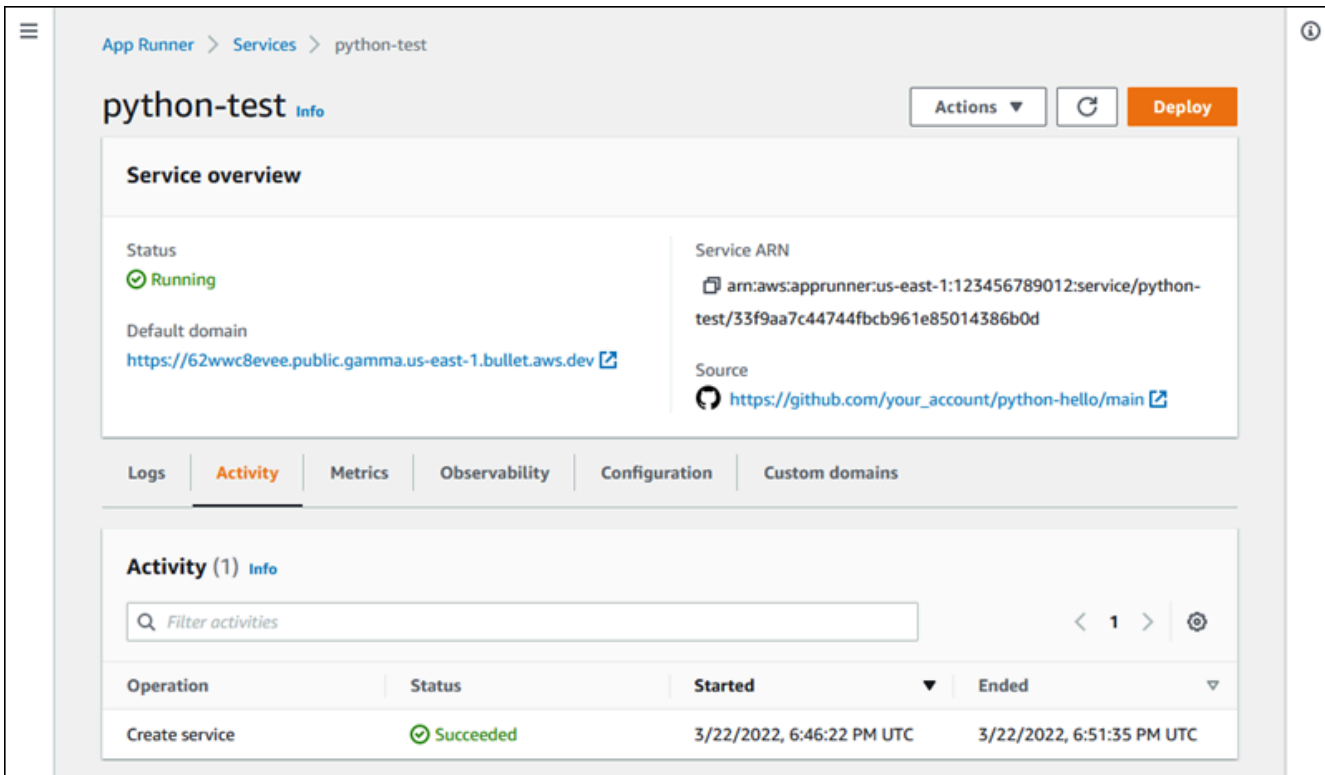 App Runner > Services > python-test
python-test Info
Actions ▼
Deploy
Service overview
Status
Running
Default domain
https://62wwc8evee.public.gamma.us-east-1.bullet.aws.dev
Service ARN
arn:aws:apprunner:us-east-1:123456789012:service/python-
test/33f9aa7c44744fbcb961e85014386b0d
Source
https://github.com/your_account/python-hello/main
Logs Activity Metrics Observability Configuration Custom domains
Activity (1) Info
Filter activities
< 1 >
Operation Status Started Ended
Create service Succeeded 3/22/2022, 6:46:22 PM UTC 3/22/2022, 6:51:35 PM UTC